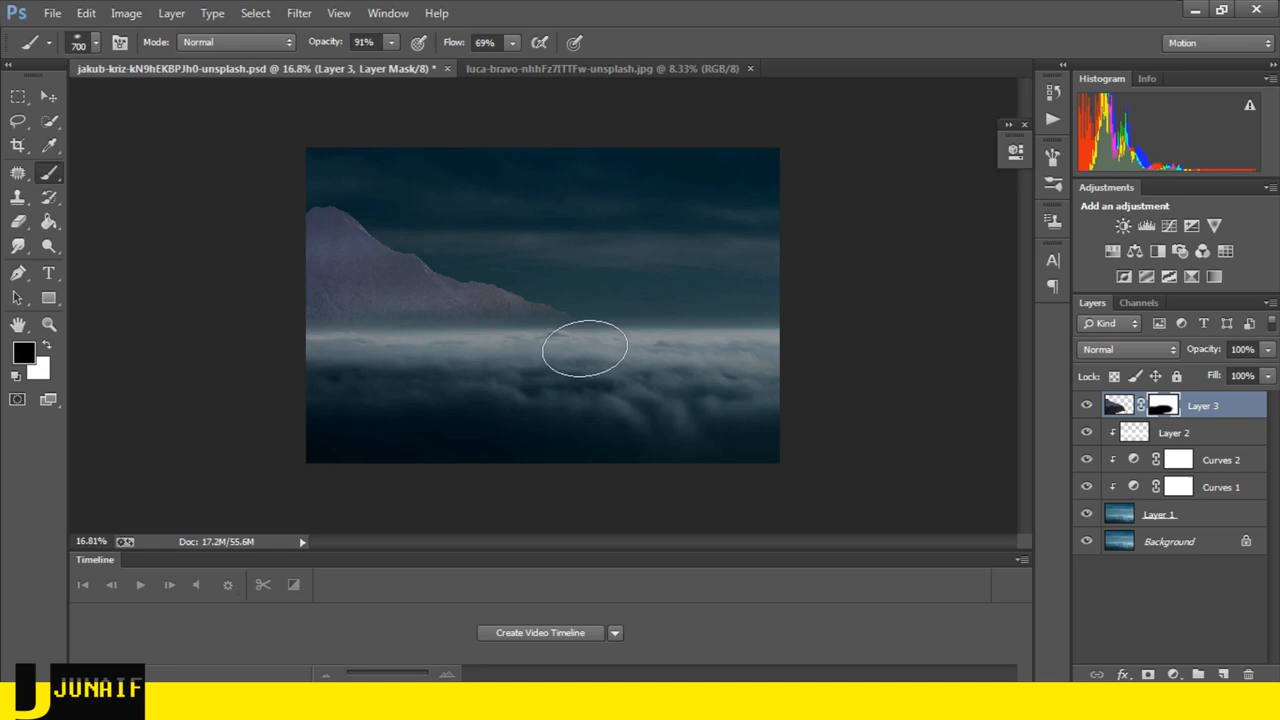 Ps File Edit Image Layer Type Select Filter View Window Help
700 Mode: Normal Opacity: 91% Flow: 69% Motion
jakub-kriz-kN9hEKBPJh0-unsplash.psd @ 16.8% (Layer 3, Layer Mask/8) * × luca-bravo-nhhFz7ITTFw-unsplash.jpg @ 8.33% (RGB/8) ×
Histogram Info
Adjustments
Add an adjustment
Layers Channels
Kind
Normal Opacity: 100%
Lock: Fill: 100%
Layer 3
Layer 2
Curves 2
Curves 1
Layer 1
Background
16.81% Doc: 17.2M/55.6M
Timeline
Create Video Timeline
J JUNAIF